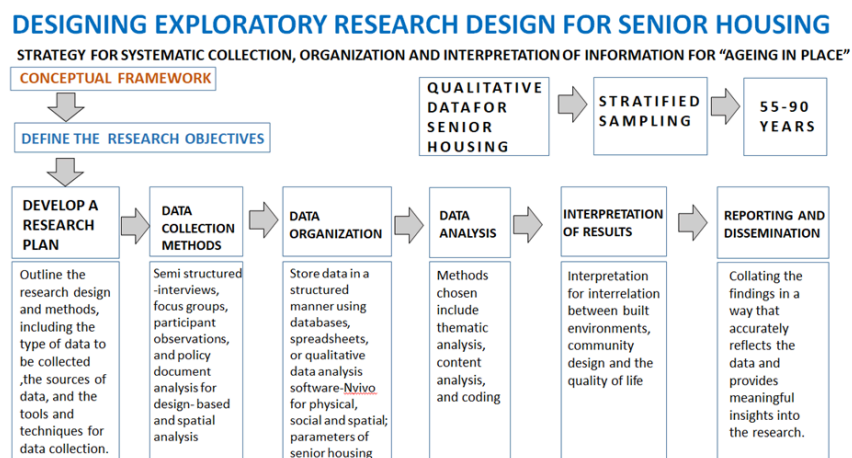 DESIGNING EXPLORATORY RESEARCH DESIGN FOR SENIOR HOUSING
STRATEGY FOR SYSTEMATIC COLLECTION, ORGANIZATION AND INTERPRETATION OF INFORMATION FOR “AGEING IN PLACE”
CONCEPTUAL FRAMEWORK
DEFINE THE RESEARCH OBJECTIVES
QUALITATIVE
DATAFOR
SENIOR
HOUSING
STRATIFIED
SAMPLING
55-90
YEARS
DEVELOP A
RESEARCH
PLAN
Outline the
research design
and methods,
including the
type of data to
be collected
,the sources of
data, and the
tools and
techniques for
data collection.
DATA
COLLECTION
METHODS
Semi structured
-interviews,
focus groups,
participant
observations,
and policy
document
analysis for
design- based
and spatial
analysis
DATA
ORGANIZATION
Store data in a
structured
manner using
databases,
spreadsheets,
or qualitative
data analysis
software-Nvivo
for physical,
social and spatial;
parameters of
senior housing
DATA
ANALYSIS
Methods
chosen
include
thematic
analysis,
content
analysis,
and coding
INTERPRETATION
OF RESULTS
Interpretation
for interrelation
between built
environments,
community
design and the
quality of life
REPORTING AND
DISSEMINATION
Collating the
findings in a
way that
accurately
reflects the
data and
provides
meaningful
insights into
the research.